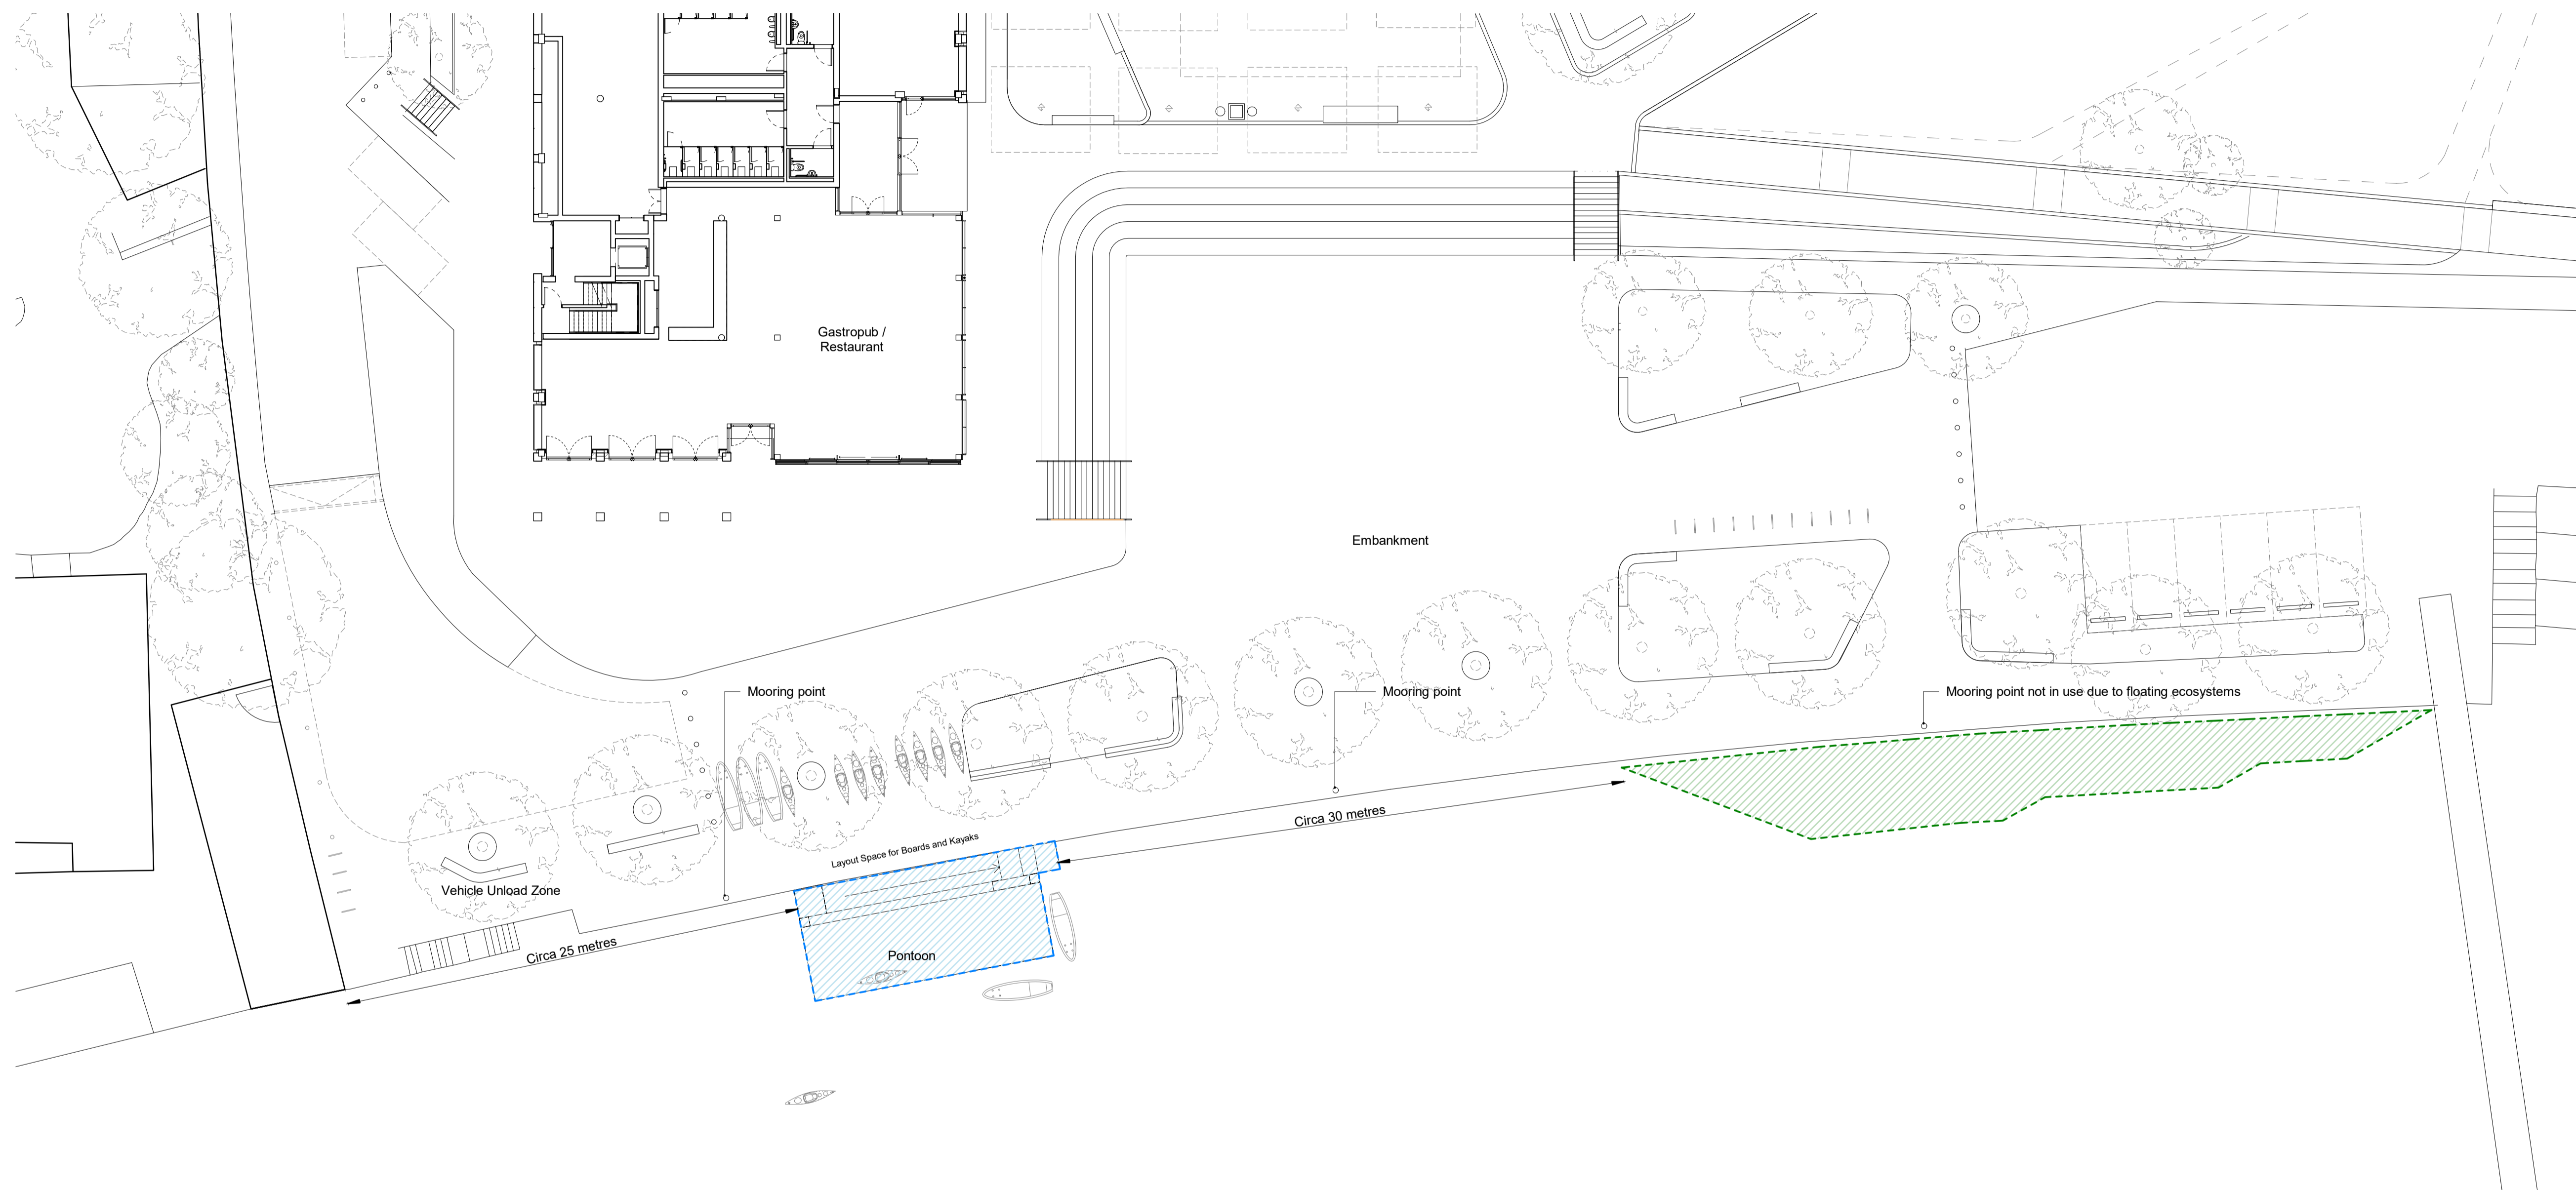 Gastropub /
Restaurant
Embankment
Mooring point
Mooring point
Mooring point not in use due to floating ecosystems
Circa 30 metres
Layout Space for Boards and Kayaks
Vehicle Unload Zone
Circa 25 metres
Pontoon